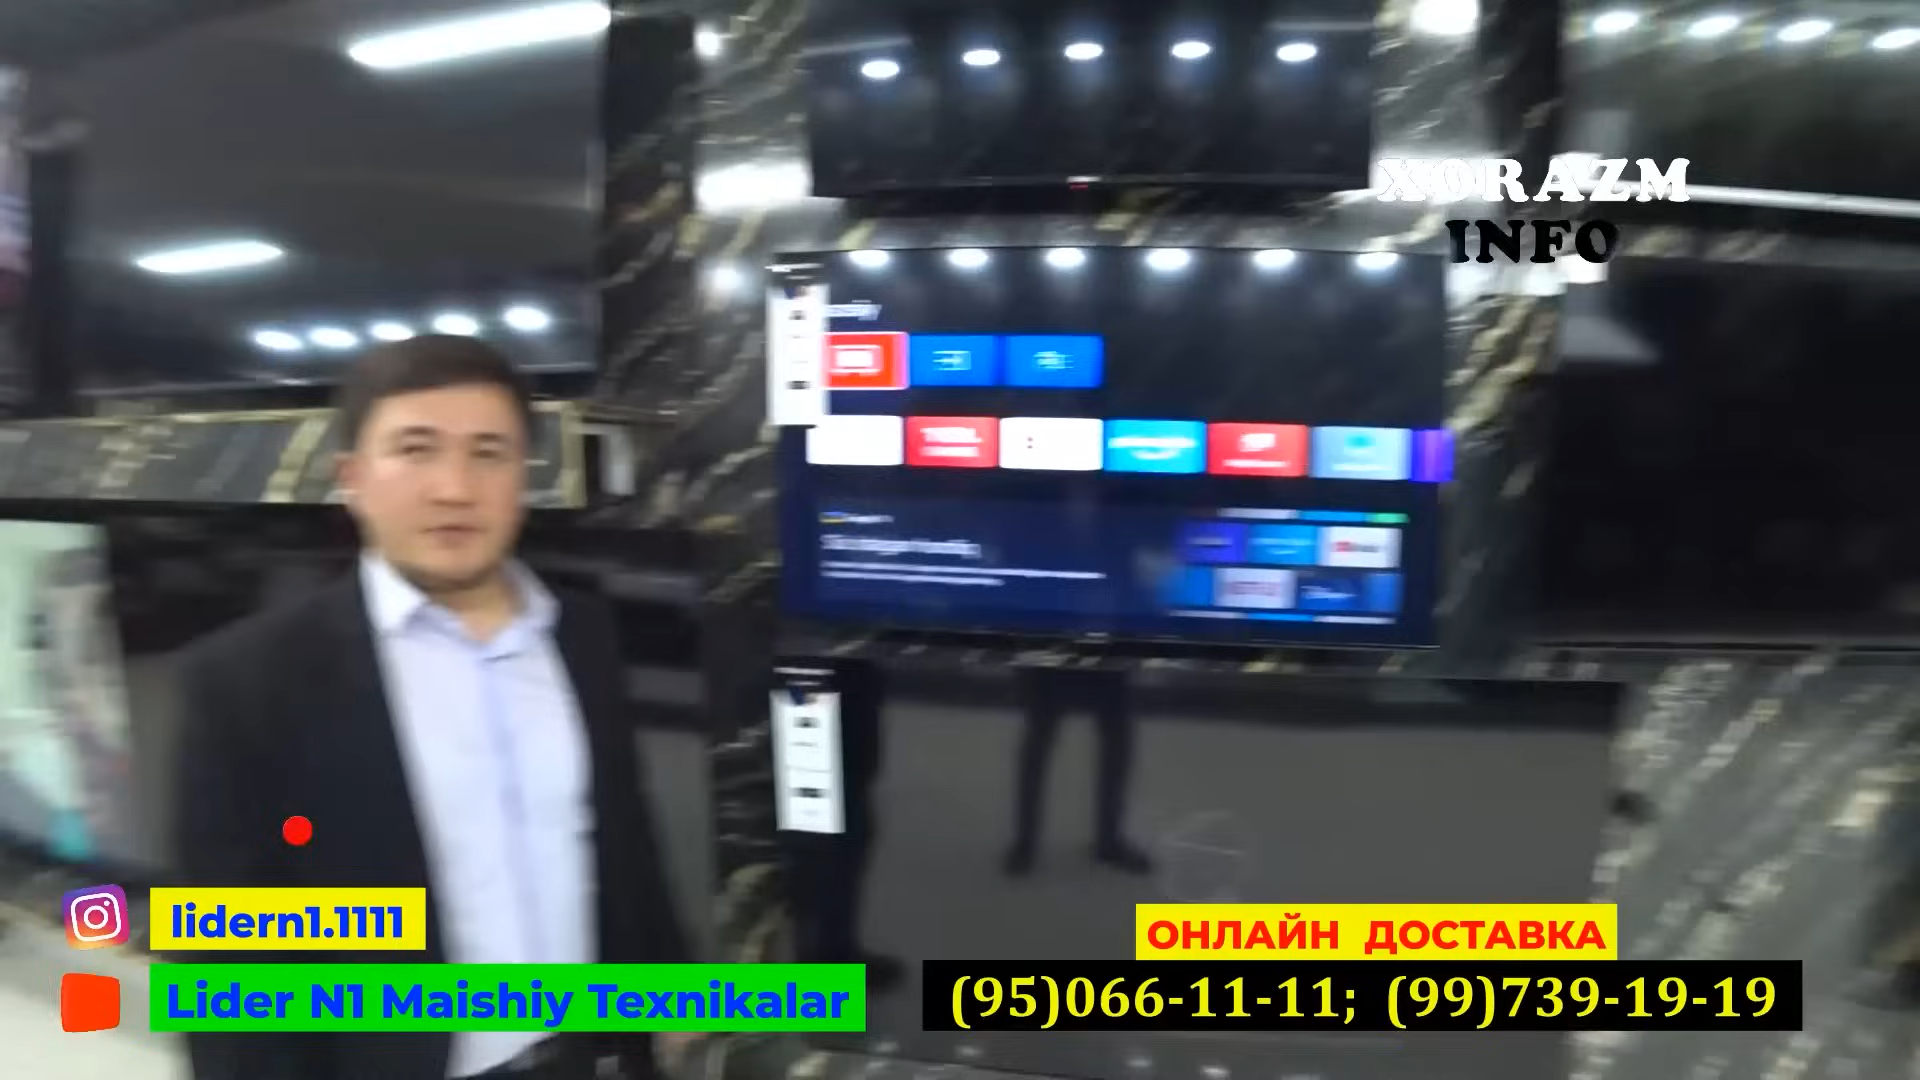 XORAZM
INFO
lidern1.1111
Lider N1 Maishiy Texnikalar
ОНЛАЙН ДОСТАВКА
(95)066-11-11; (99)739-19-19